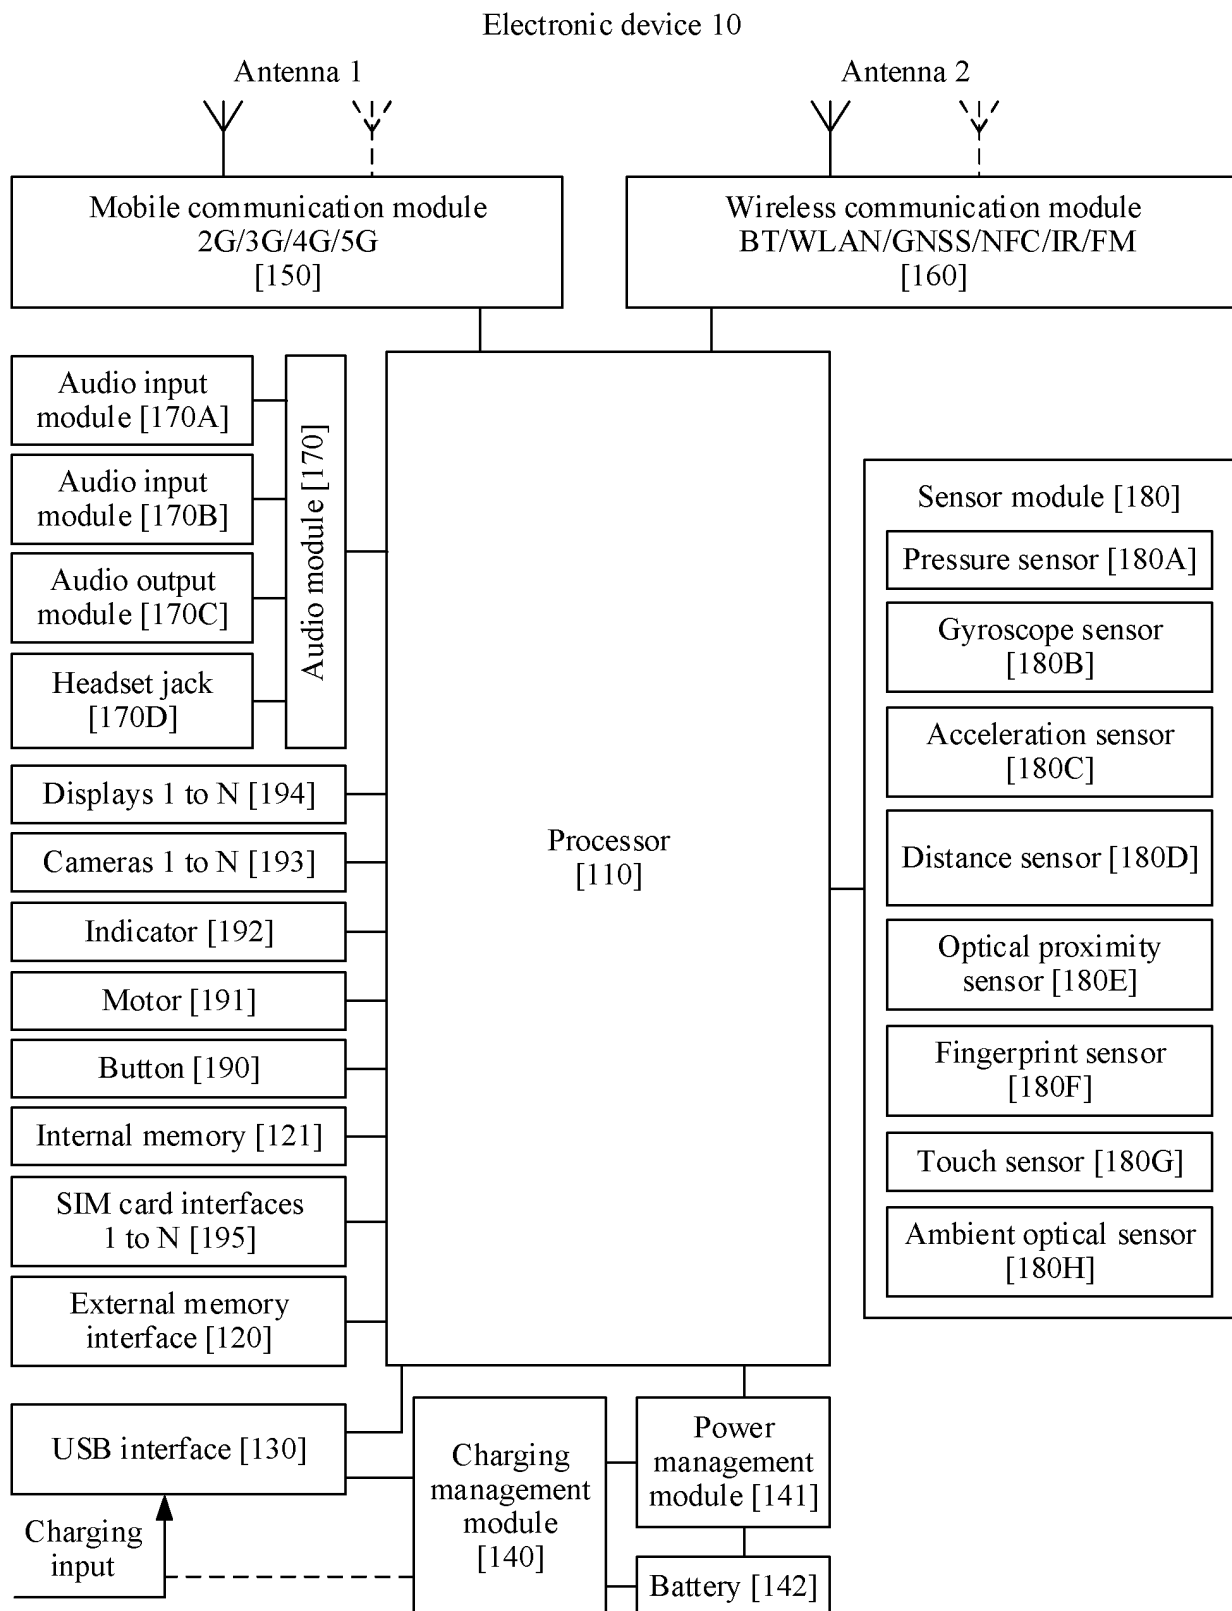 Electronic device 10
Antenna 1
Antenna 2
Mobile communication module
2G/3G/4G/5G
[150]
Wireless communication module
BT/WLAN/GNSS/NFC/IR/FM
[160]
Audio input
module [170A]
Audio input
module [170B]
Audio output
module [170C]
Headset jack
[170D]
Audio module [170]
Displays 1 to N [194]
Cameras 1 to N [193]
Indicator [192]
Motor [191]
Button [190]
Internal memory [121]
SIM card interfaces
1 to N [195]
External memory
interface [120]
Processor
[110]
Sensor module [180]
Pressure sensor [180A]
Gyroscope sensor
[180B]
Acceleration sensor
[180C]
Distance sensor [180D]
Optical proximity
sensor [180E]
Fingerprint sensor
[180F]
Touch sensor [180G]
Ambient optical sensor
[180H]
USB interface [130]
Charging
input
Charging
management
module
[140]
Power
management
module [141]
Battery [142]